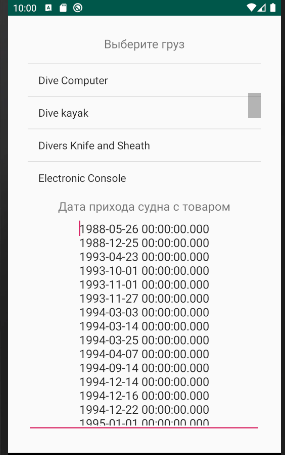 10:00
Выберите груз
Dive Computer
Dive kayak
Divers Knife and Sheath
Electronic Console
Дата прихода судна с товаром
1988-05-26 00:00:00.000
1988-12-25 00:00:00.000
1993-04-23 00:00:00.000
1993-10-01 00:00:00.000
1993-11-01 00:00:00.000
1993-11-27 00:00:00.000
1994-03-03 00:00:00.000
1994-03-14 00:00:00.000
1994-03-25 00:00:00.000
1994-04-07 00:00:00.000
1994-09-14 00:00:00.000
1994-12-14 00:00:00.000
1994-12-16 00:00:00.000
1994-12-22 00:00:00.000
1995-01-01 00:00:00.000